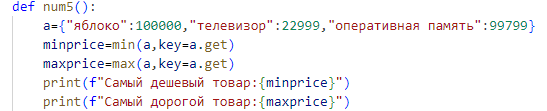 def num5():
    a={"яблоко":100000,"телевизор":22999,"оперативная память":99799}
    minprice=min(a,key=a.get)
    maxprice=max(a,key=a.get)
    print(f"Самый дешевый товар:{minprice}")
    print(f"Самый дорогой товар:{maxprice}")